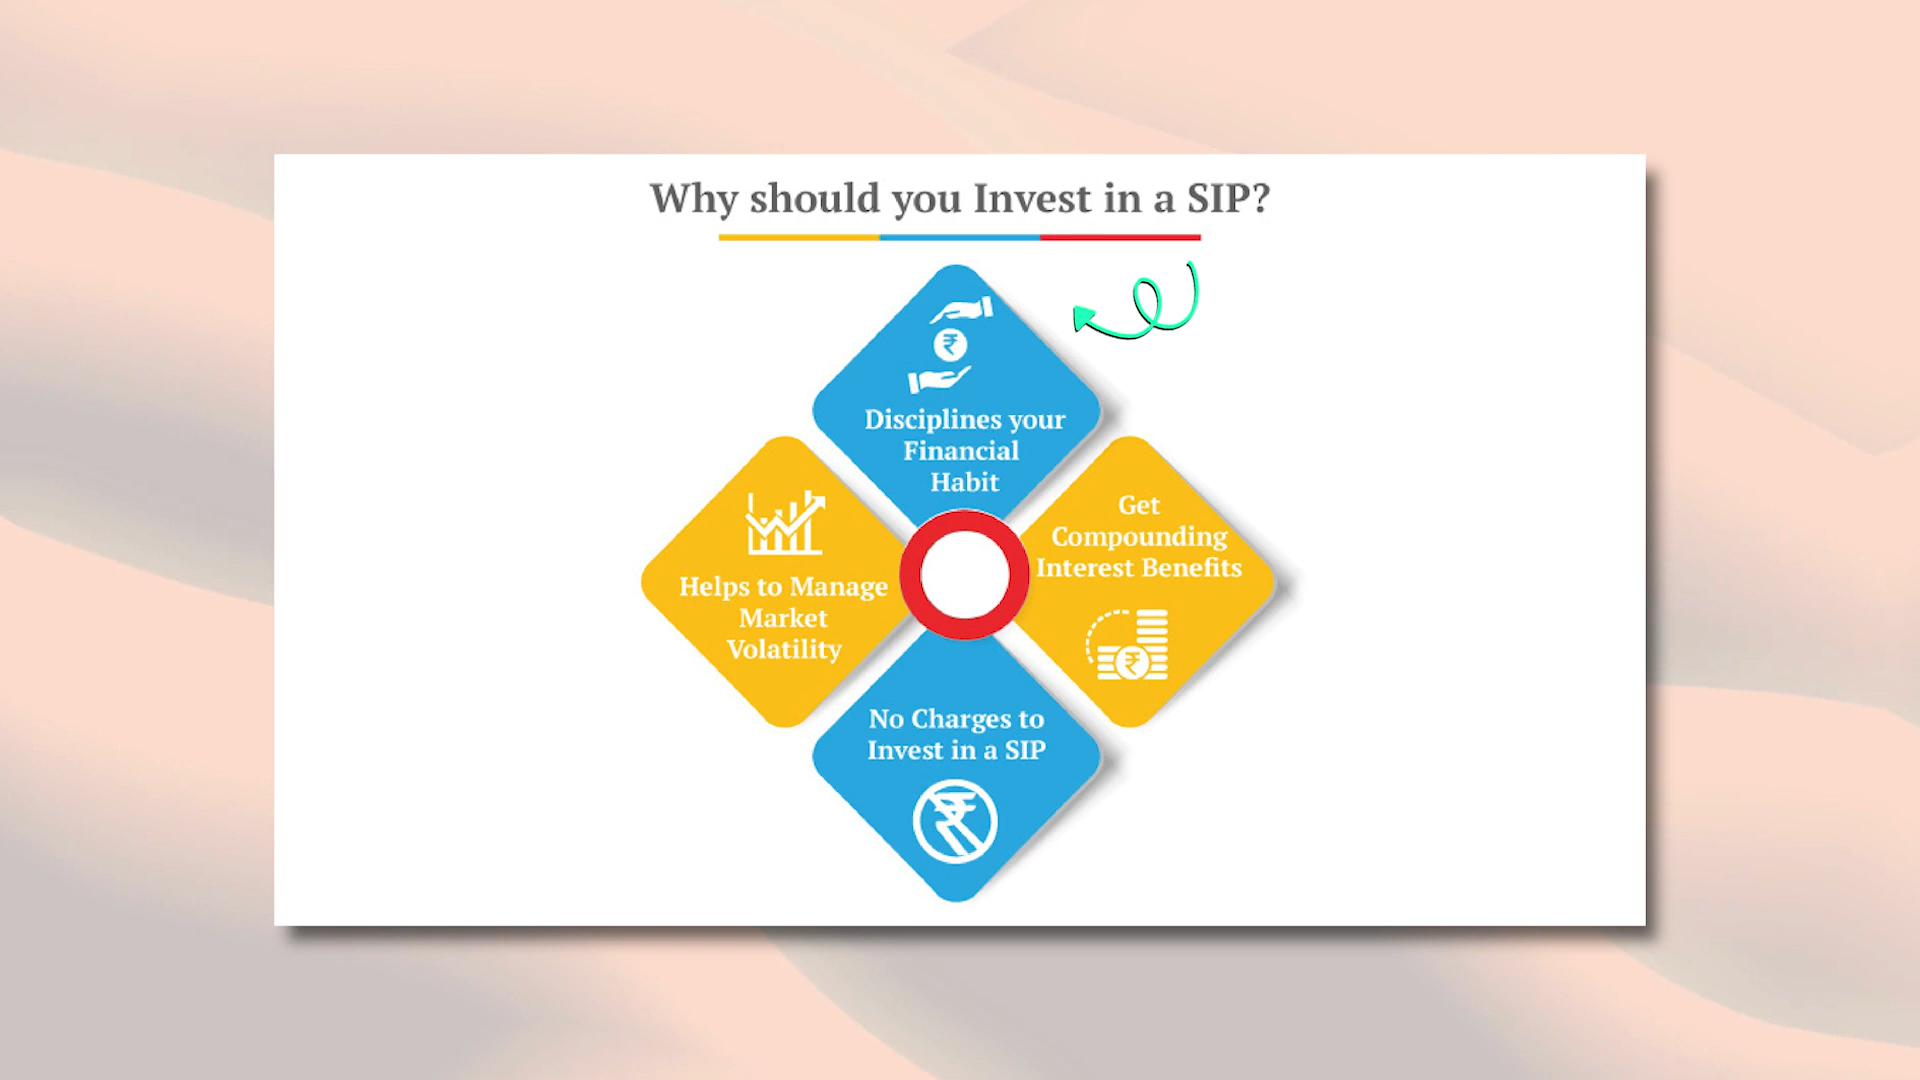 Why should you Invest in a SIP?
₹
Disciplines your
Financial
Habit
Helps to Manage
Market
Volatility
Get
Compounding
Interest Benefits
₹
No Charges to
Invest in a SIP
₹